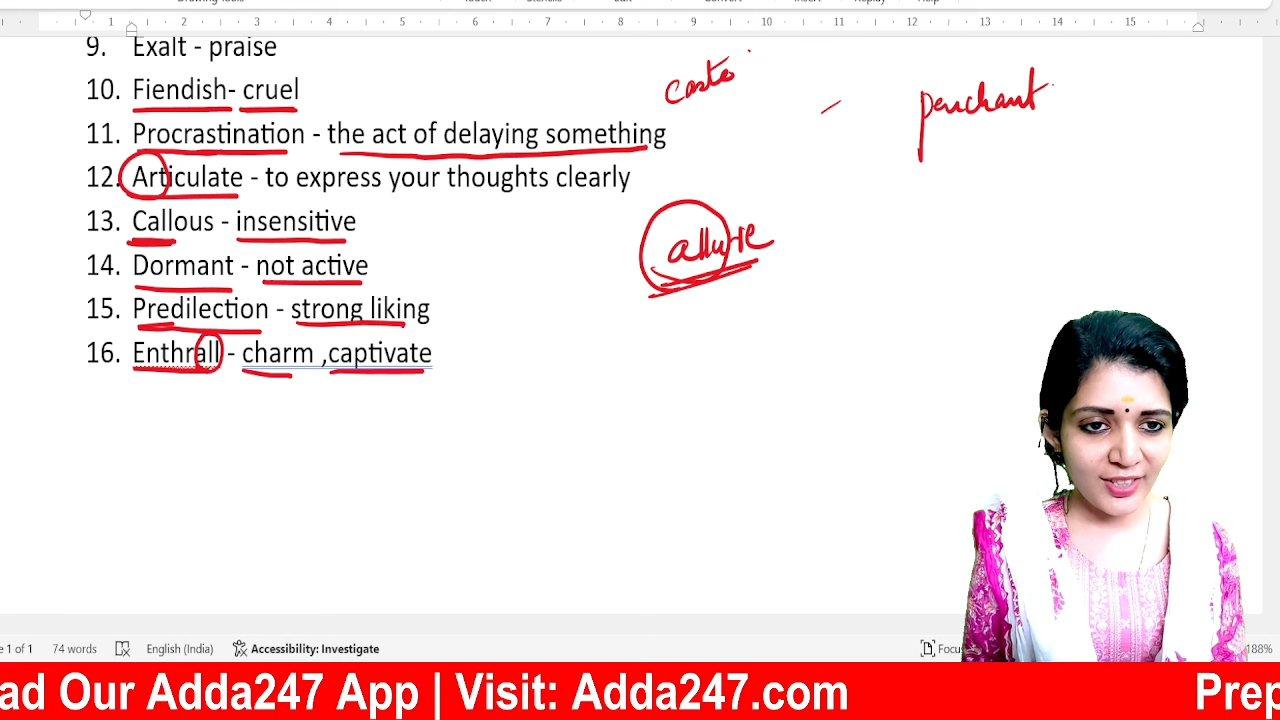 9. Exalt - praise
10. Fiendish- cruel
11. Procrastination - the act of delaying something
12. Articulate - to express your thoughts clearly
13. Callous - insensitive
14. Dormant - not active
15. Predilection - strong liking
16. Enthrall - charm ,captivate
penchant
allure
1 of 1 74 words English (India) Accessibility: Investigate Focus 188%
ad Our Adda247 App | Visit: Adda247.com Prep